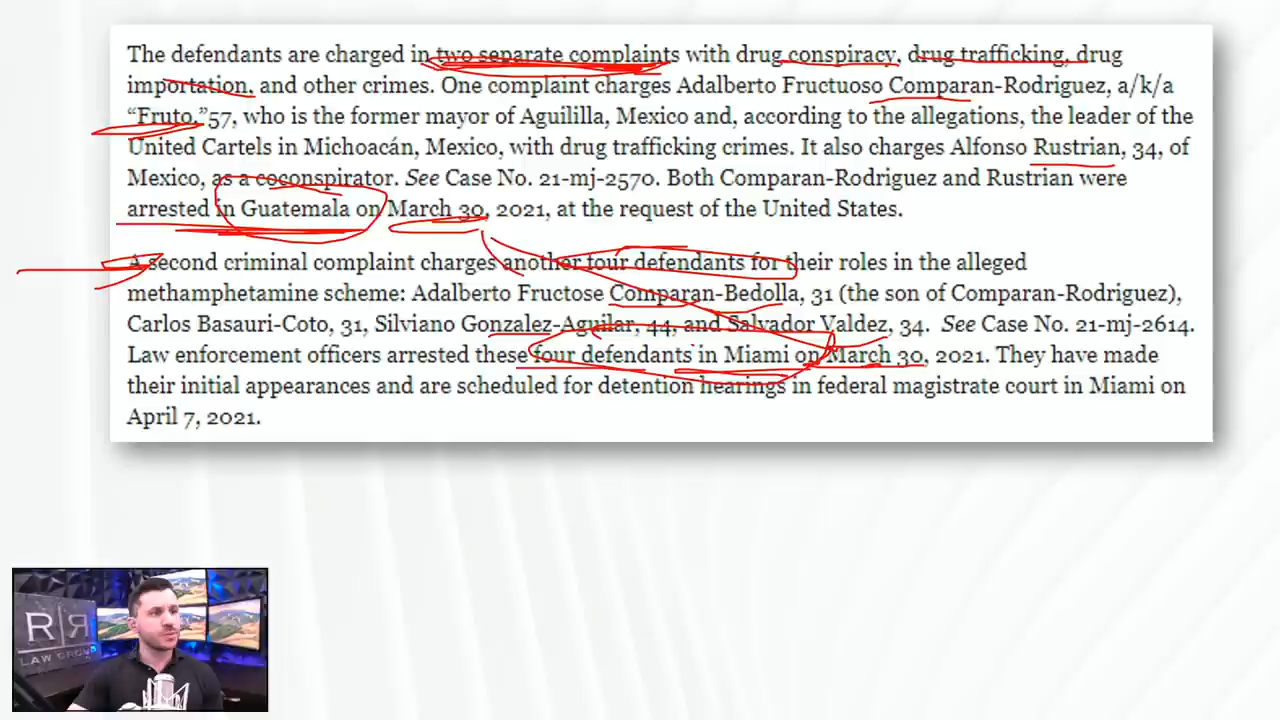 The defendants are charged in two separate complaints with drug conspiracy, drug trafficking, drug
importation, and other crimes. One complaint charges Adalberto Fructuoso Comparan-Rodriguez, a/k/a
“Fruto,”57, who is the former mayor of Aguililla, Mexico and, according to the allegations, the leader of the
United Cartels in Michoacán, Mexico, with drug trafficking crimes. It also charges Alfonso Rustrian, 34, of
Mexico, as a coconspirator. See Case No. 21-mj-2570. Both Comparan-Rodriguez and Rustrian were
arrested in Guatemala on March 30, 2021, at the request of the United States.
A second criminal complaint charges another four defendants for their roles in the alleged
methamphetamine scheme: Adalberto Fructose Comparan-Bedolla, 31 (the son of Comparan-Rodriguez),
Carlos Basauri-Coto, 31, Silviano Gonzalez-Aguilar, 44, and Salvador Valdez, 34. See Case No. 21-mj-2614.
Law enforcement officers arrested these four defendants in Miami on March 30, 2021. They have made
their initial appearances and are scheduled for detention hearings in federal magistrate court in Miami on
April 7, 2021.
R R
LAW GROUP